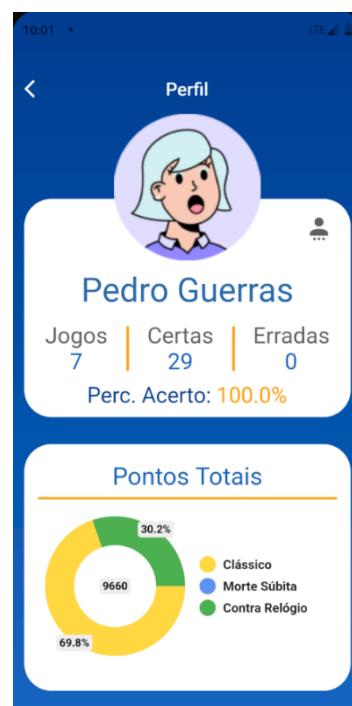 10:01 •
LTE
Perfil
Pedro Guerras
Jogos Certas Erradas
7 29 0
Perc. Acerto: 100.0%
Pontos Totais
30.2%
Clássico
9660 Morte Súbita
Contra Relógio
69.8%